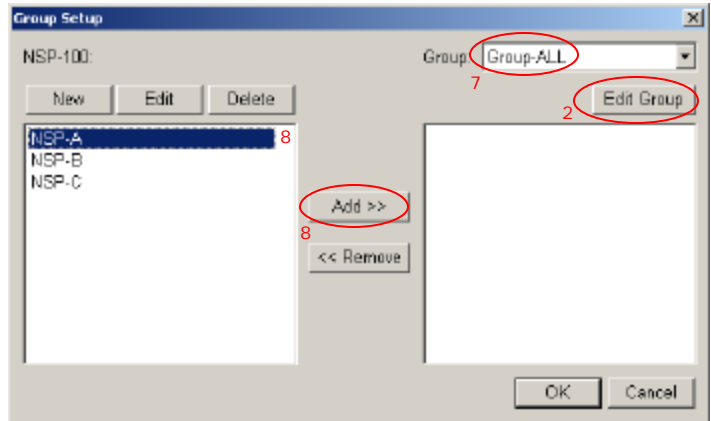 Group Setup
NSP-100:
Group: Group-ALL
7
New Edit Delete
Edit Group
2
NSP-A 8
NSP-B
NSP-C
Add >>
8
<< Remove
OK Cancel